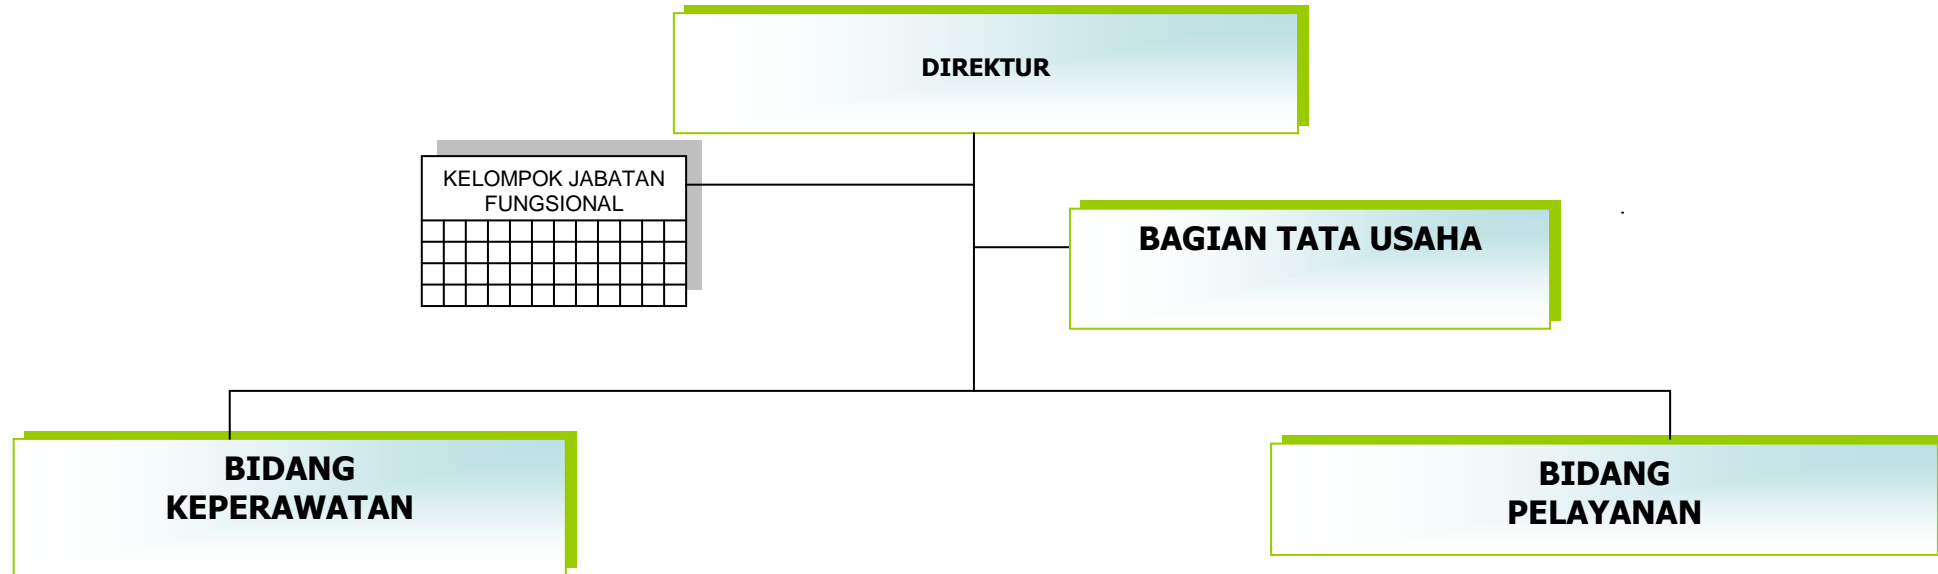 DIREKTUR
KELOMPOK JABATAN
FUNGSIONAL
BAGIAN TATA USAHA
BIDANG
KEPERAWATAN
BIDANG
PELAYANAN